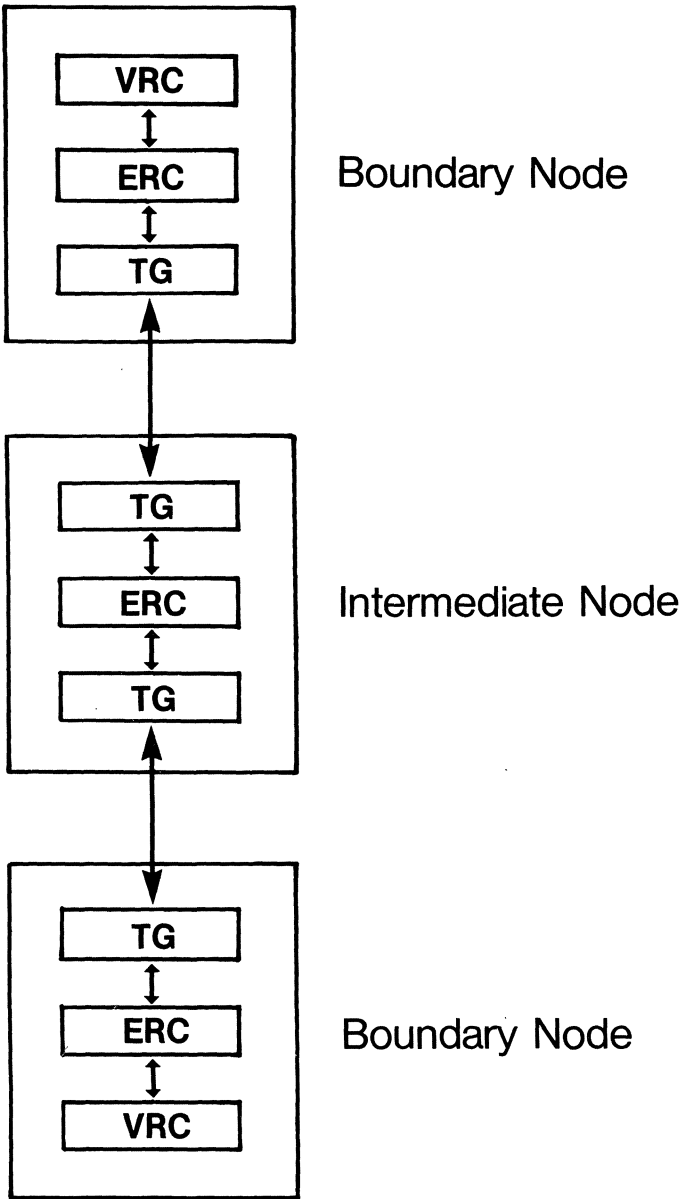 VRC
ERC
Boundary Node
TG
TG
ERC
Intermediate Node
TG
TG
ERC
Boundary Node
VRC